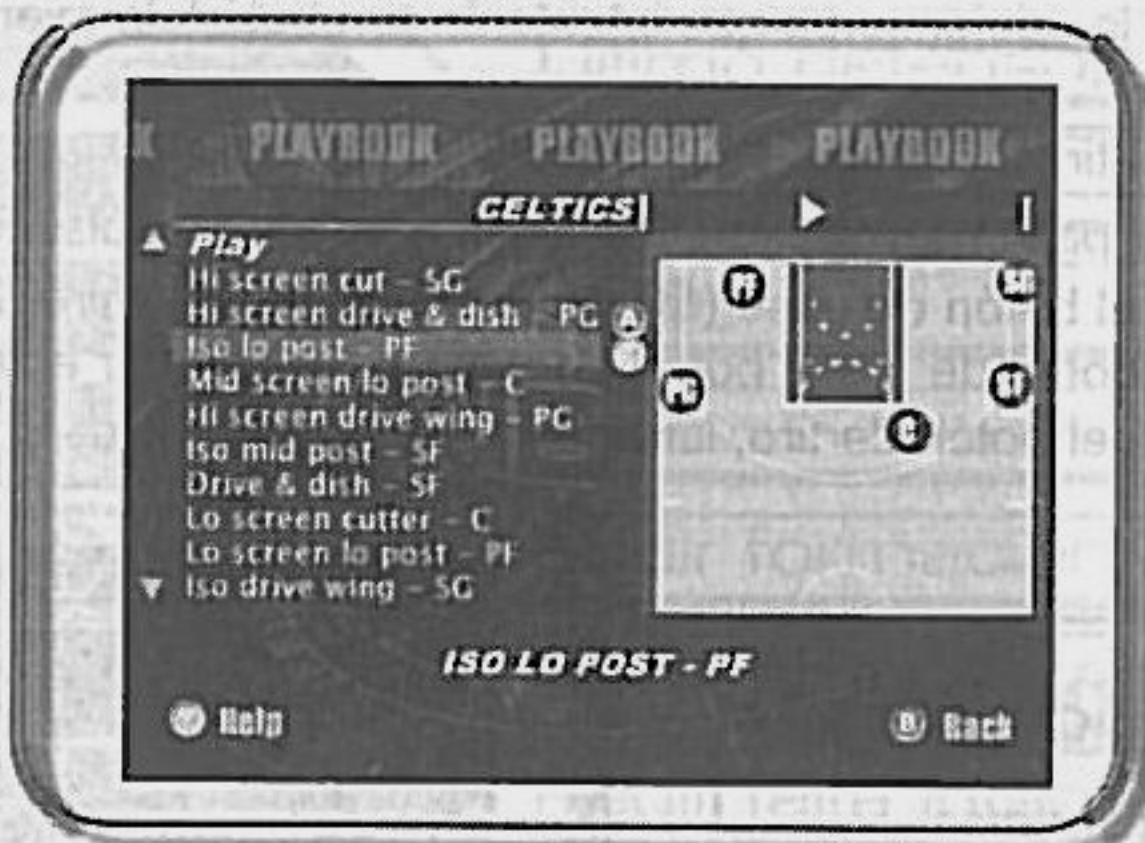 K PLAYBOOK PLAYBOOK PLAYBOOK
CELTICS
Play
Hi screen cut – SG
Hi screen drive & dish – PG A
Iso lo post – PF
Mid screen lo post – C
Hi screen drive wing – PG
Iso mid post – SF
Drive & dish – SF
Lo screen cutter – C
Lo screen lo post – PF
Iso drive wing – SG
PF SG
PG SF
C
ISO LO POST - PF
Help B Back